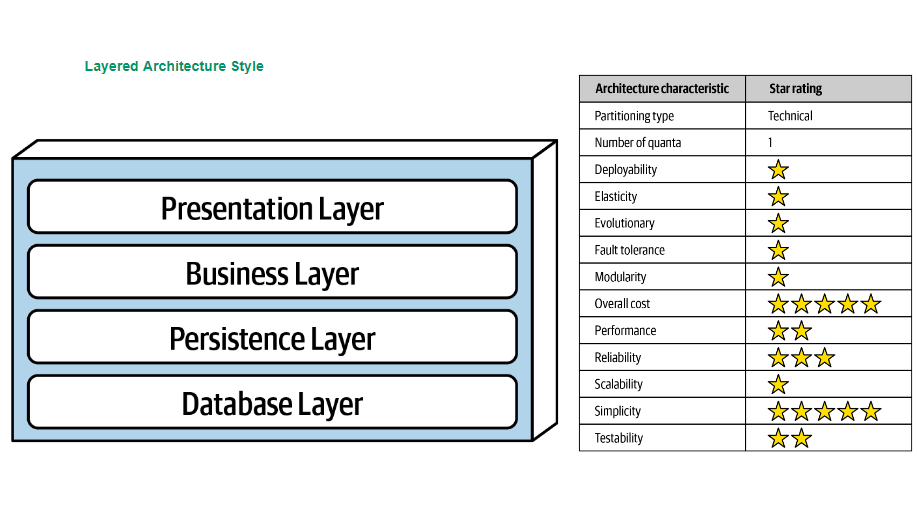 Layered Architecture Style
Presentation Layer
Business Layer
Persistence Layer
Database Layer
Architecture characteristic Star rating
Partitioning type Technical
Number of quanta 1
Deployability
Elasticity
Evolutionary
Fault tolerance
Modularity
Overall cost
Performance
Reliability
Scalability
Simplicity
Testability